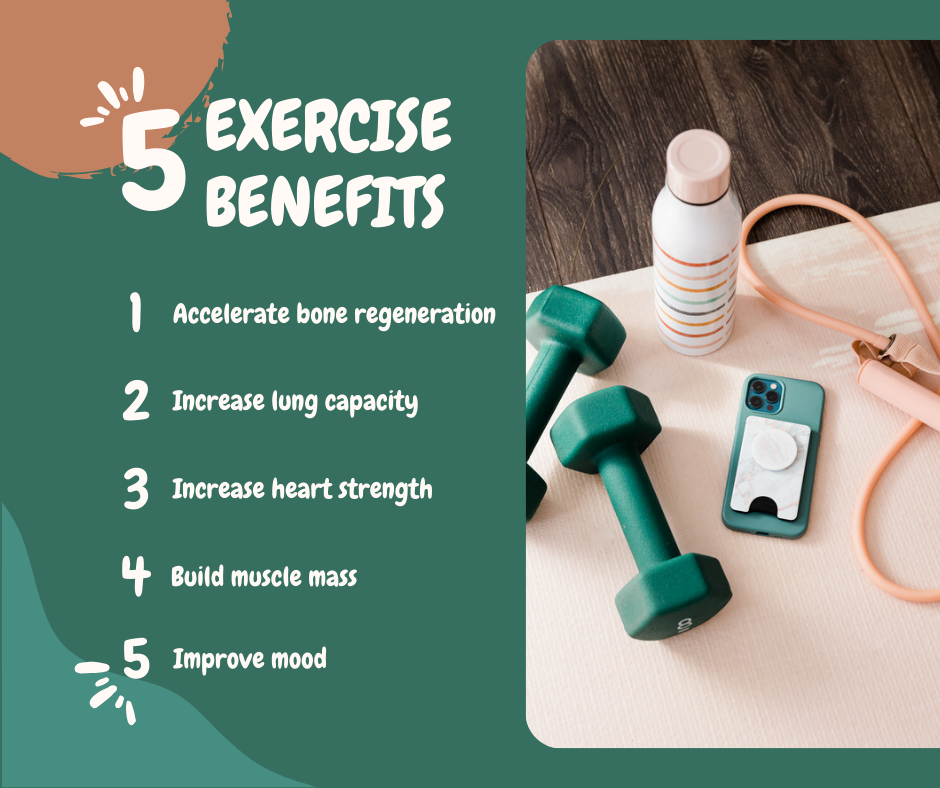 5 EXERCISE
BENEFITS
1 Accelerate bone regeneration
2 Increase lung capacity
3 Increase heart strength
4 Build muscle mass
5 Improve mood
8